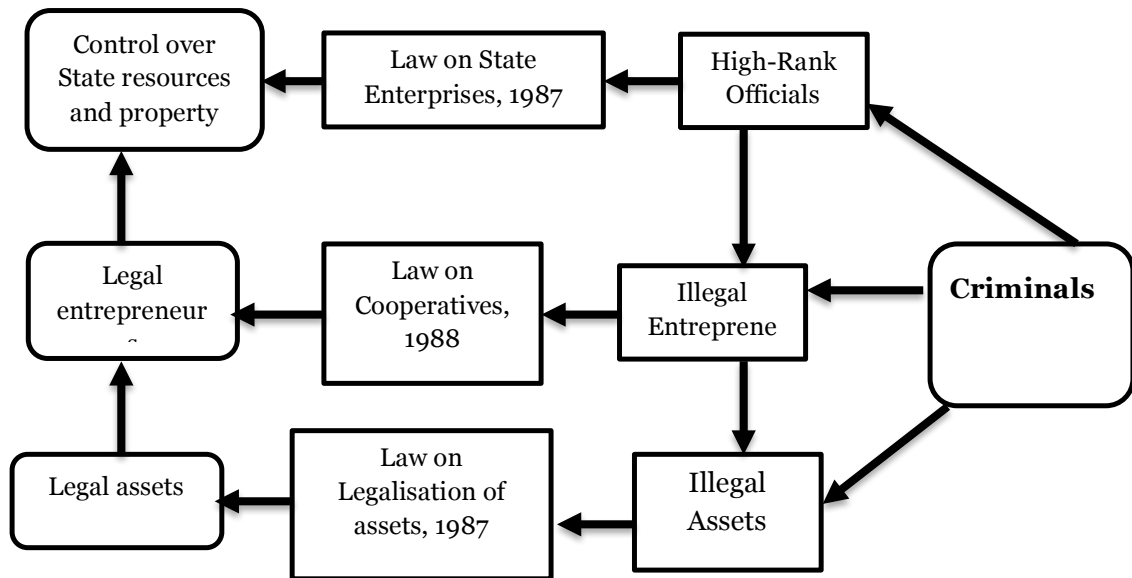 Control over
State resources
and property
Law on State
Enterprises, 1987
High-Rank
Officials
Legal
entrepreneur
Law on
Cooperatives,
1988
Illegal
Entreprene
Criminals
Legal assets
Law on
Legalisation of
assets, 1987
Illegal
Assets